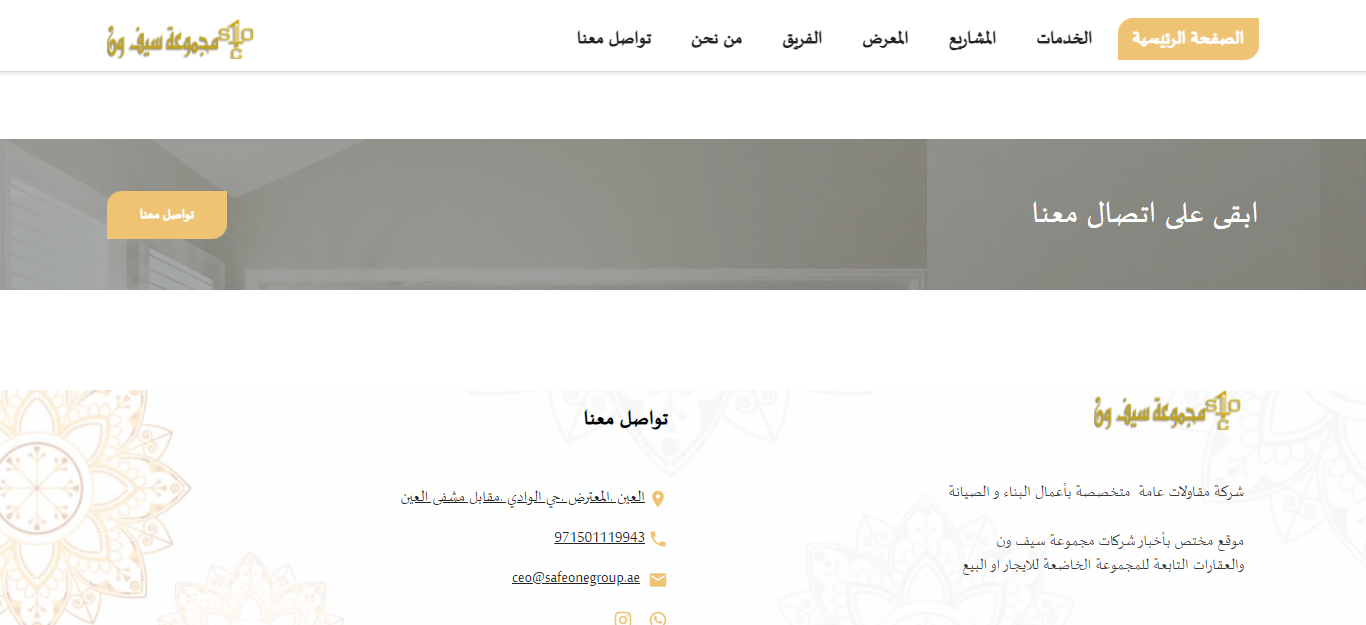 الصفحة الرئيسية
الخدمات
المشاريع
المعرض
الفريق
من نحن
تواصل معنا
مجموعة سيف ون
ابقى على اتصال معنا
تواصل معنا
مجموعة سيف ون
شركة مقاولات عامة متخصصة بأعمال البناء و الصيانة
موقع مختص بأخبار شركات مجموعة سيف ون
والعقارات التابعة للمجموعة الخاضعة للايجار او البيع
تواصل معنا
العين .المعترض .حي الوادي .مقابل مشفى العين
971501119943
ceo@safeonegroup.ae